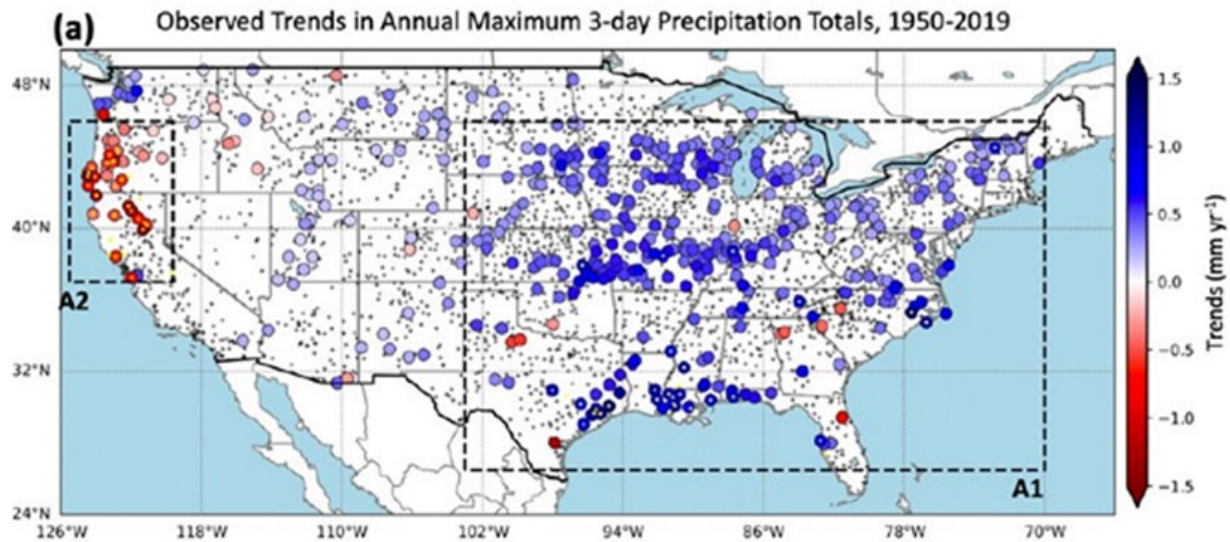 (a) Observed Trends in Annual Maximum 3-day Precipitation Totals, 1950-2019
48°N
40°N
32°N
24°N
A2
A1
126°W 118°W 110°W 102°W 94°W 86°W 78°W 70°W
1.5
1.0
0.5
0.0
−0.5
−1.0
−1.5
Trends (mm yr⁻¹)